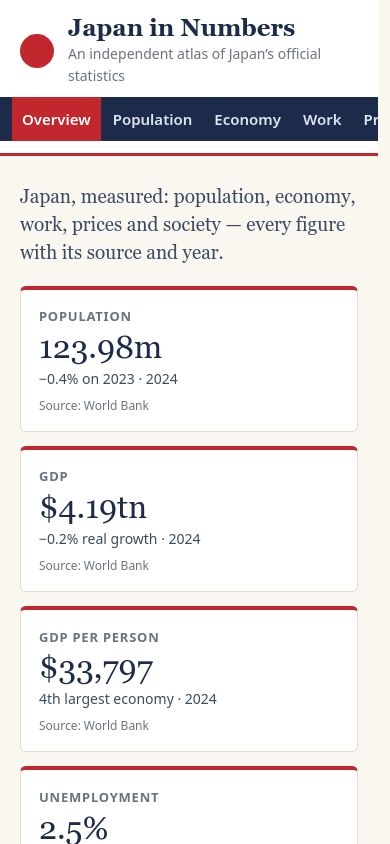 Japan in Numbers
An independent atlas of Japan's official
statistics
Overview Population Economy Work Pr
Japan, measured: population, economy,
work, prices and society — every figure
with its source and year.
POPULATION
123.98m
−0.4% on 2023 · 2024
Source: World Bank
GDP
$4.19tn
−0.2% real growth · 2024
Source: World Bank
GDP PER PERSON
$33,797
4th largest economy · 2024
Source: World Bank
UNEMPLOYMENT
2.5%